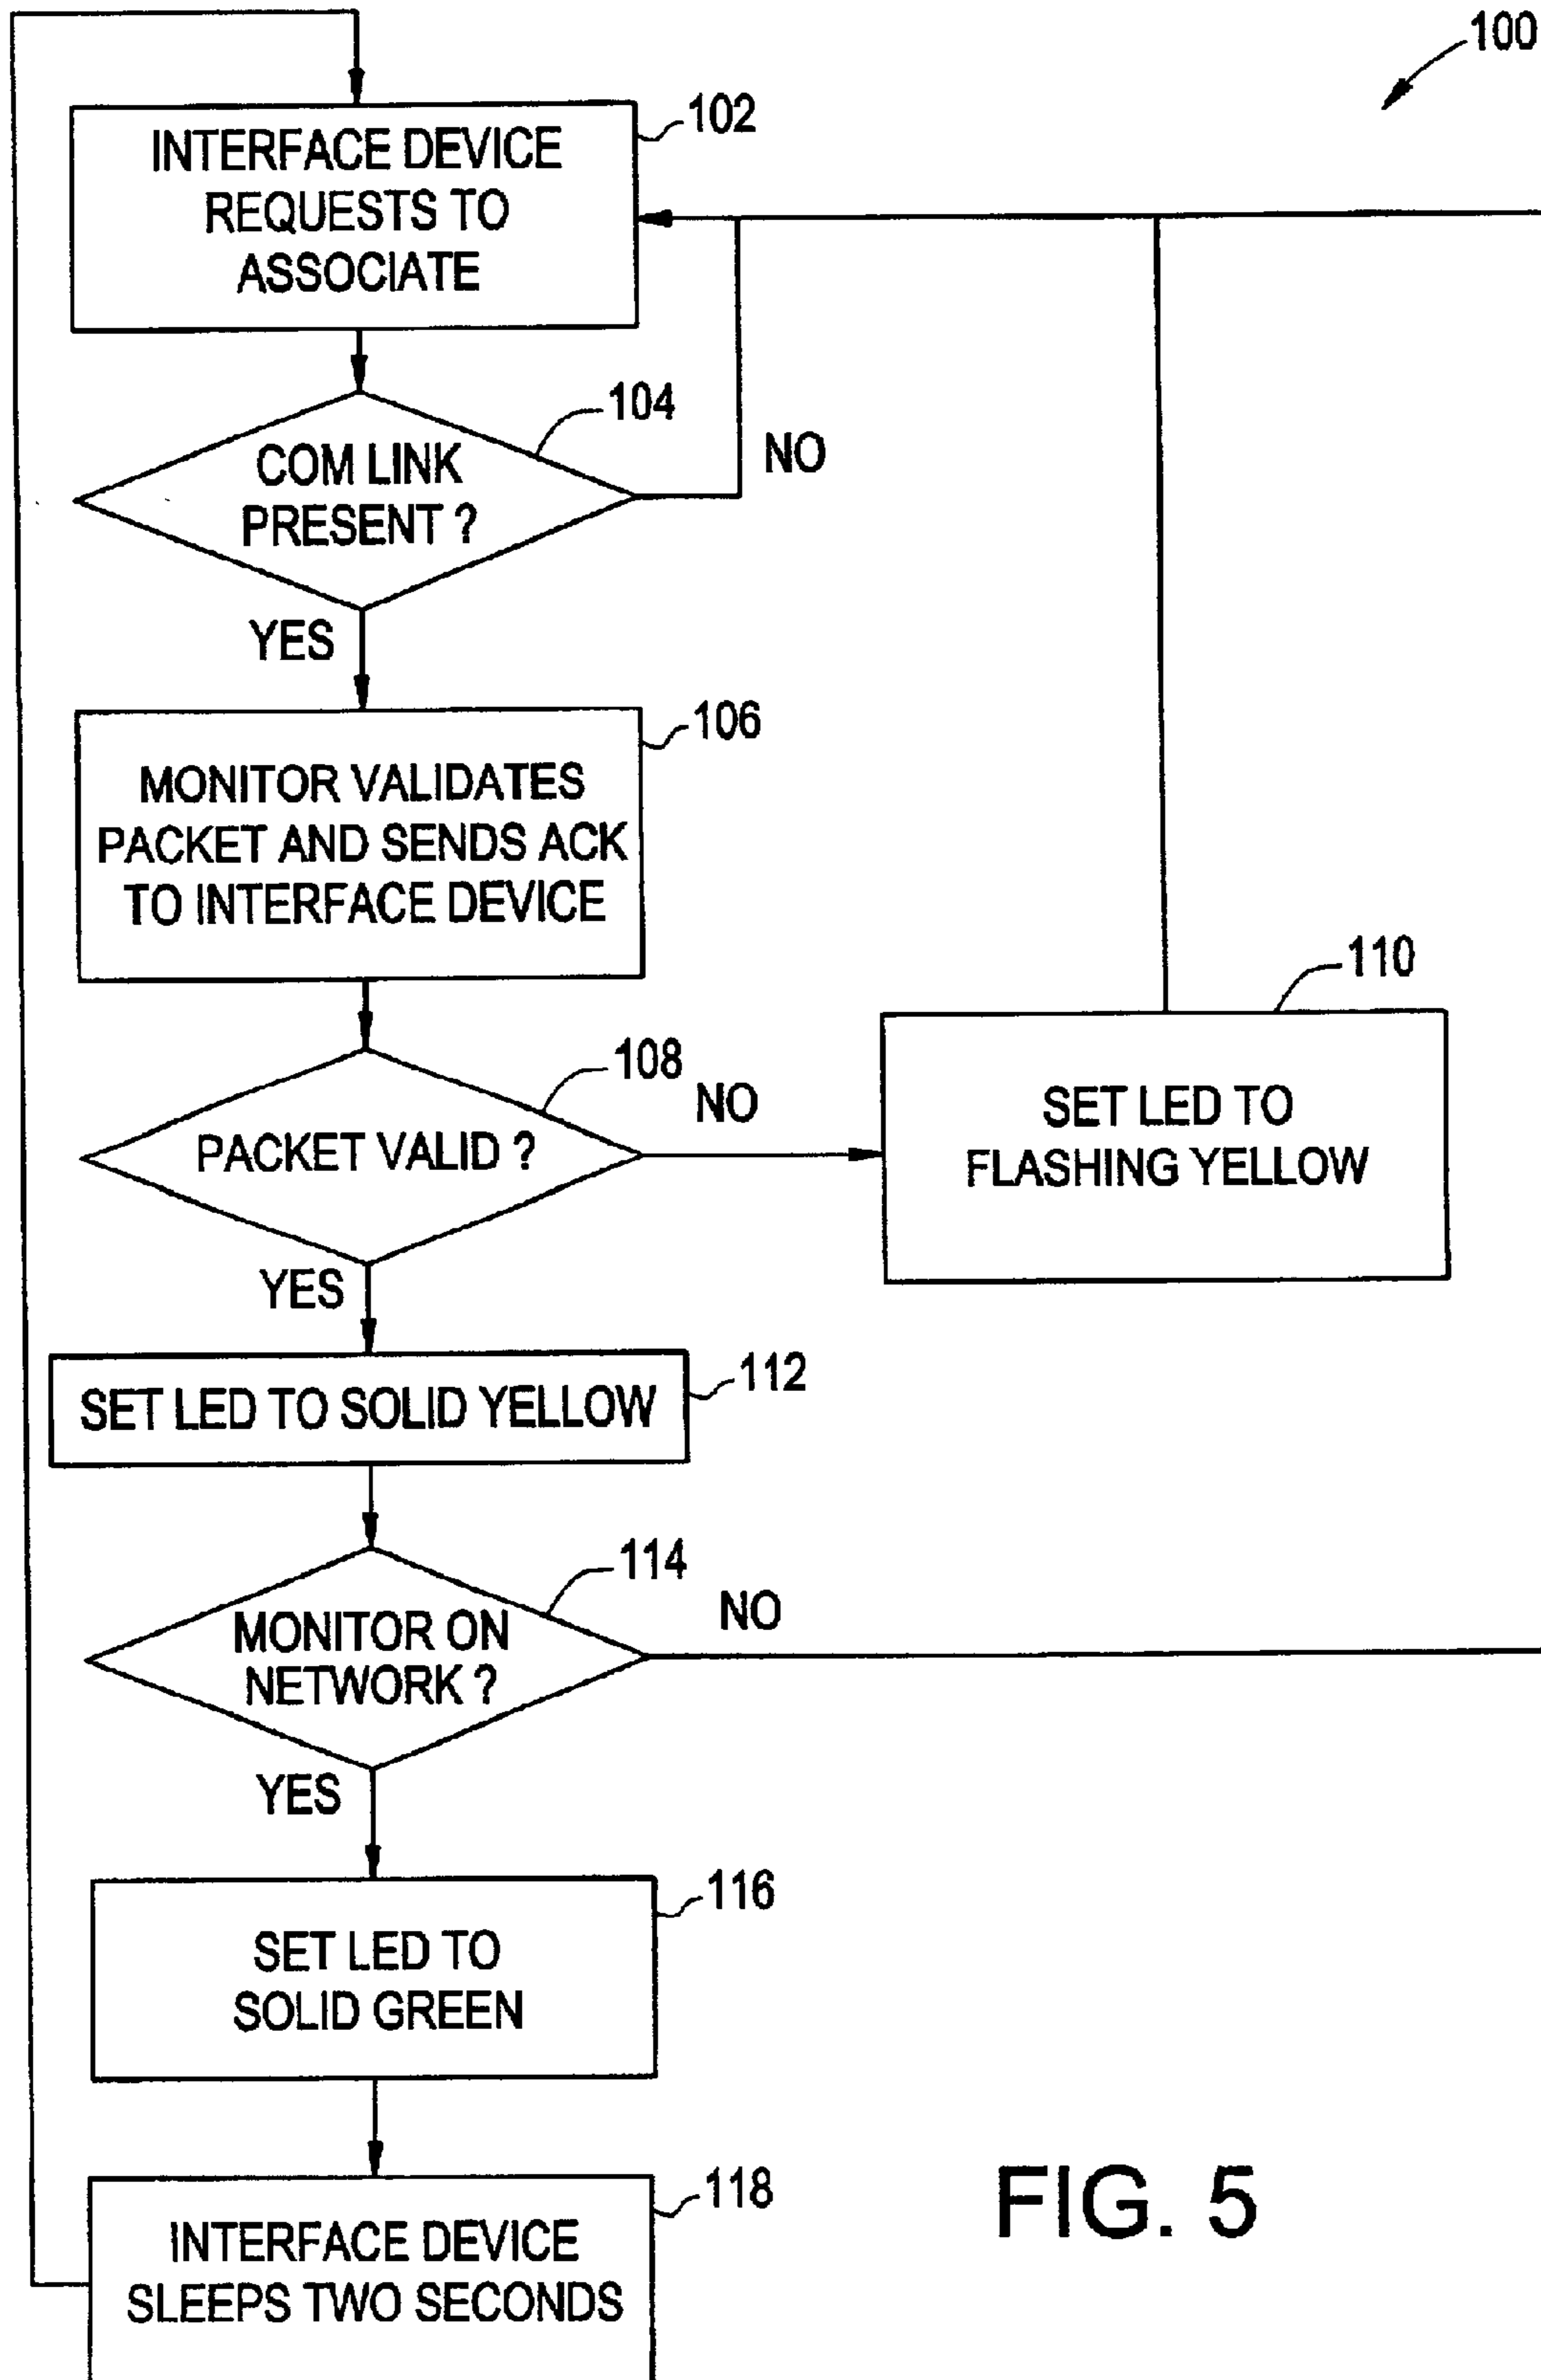 100
102
INTERFACE DEVICE
REQUESTS TO
ASSOCIATE
104
COM LINK
PRESENT ?
NO
YES
106
MONITOR VALIDATES
PACKET AND SENDS ACK
TO INTERFACE DEVICE
108
PACKET VALID ?
NO
110
SET LED TO
FLASHING YELLOW
YES
112
SET LED TO SOLID YELLOW
114
MONITOR ON
NETWORK ?
NO
YES
116
SET LED TO
SOLID GREEN
118
INTERFACE DEVICE
SLEEPS TWO SECONDS
FIG. 5